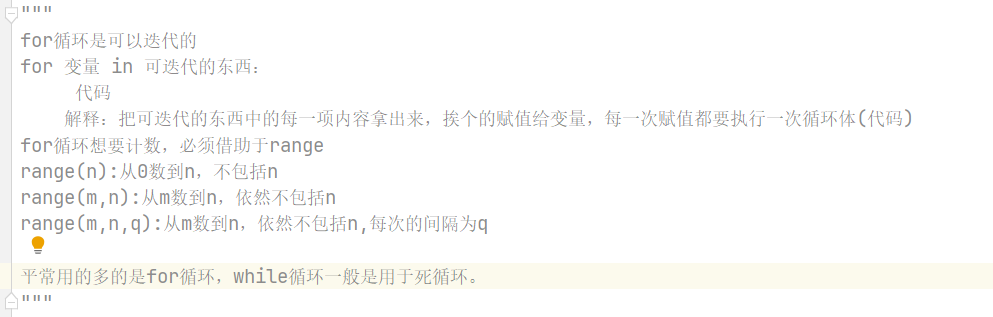 """
for循环是可以迭代的
for 变量 in 可迭代的东西:
代码
解释: 把可迭代的东西中的每一项内容拿出来, 挨个的赋值给变量, 每一次赋值都要执行一次循环体(代码)
for循环想要计数, 必须借助于range
range(n):从0数到n, 不包括n
range(m,n):从m数到n, 依然不包括n
range(m,n,q):从m数到n, 依然不包括n,每次的间隔为q
平常用的多的是for循环, while循环一般是用于死循环。
"""